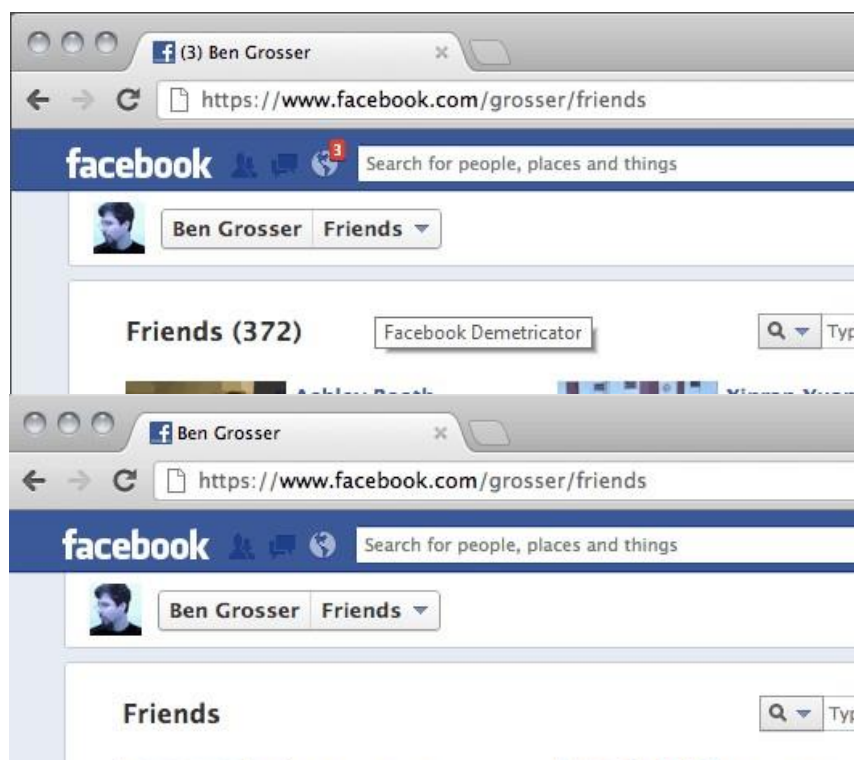 (3) Ben Grosser
https://www.facebook.com/grosser/friends
facebook 3 Search for people, places and things
Ben Grosser Friends
Friends (372) Facebook Demetricator Typ
Ben Grosser
https://www.facebook.com/grosser/friends
facebook Search for people, places and things
Ben Grosser Friends
Friends Typ